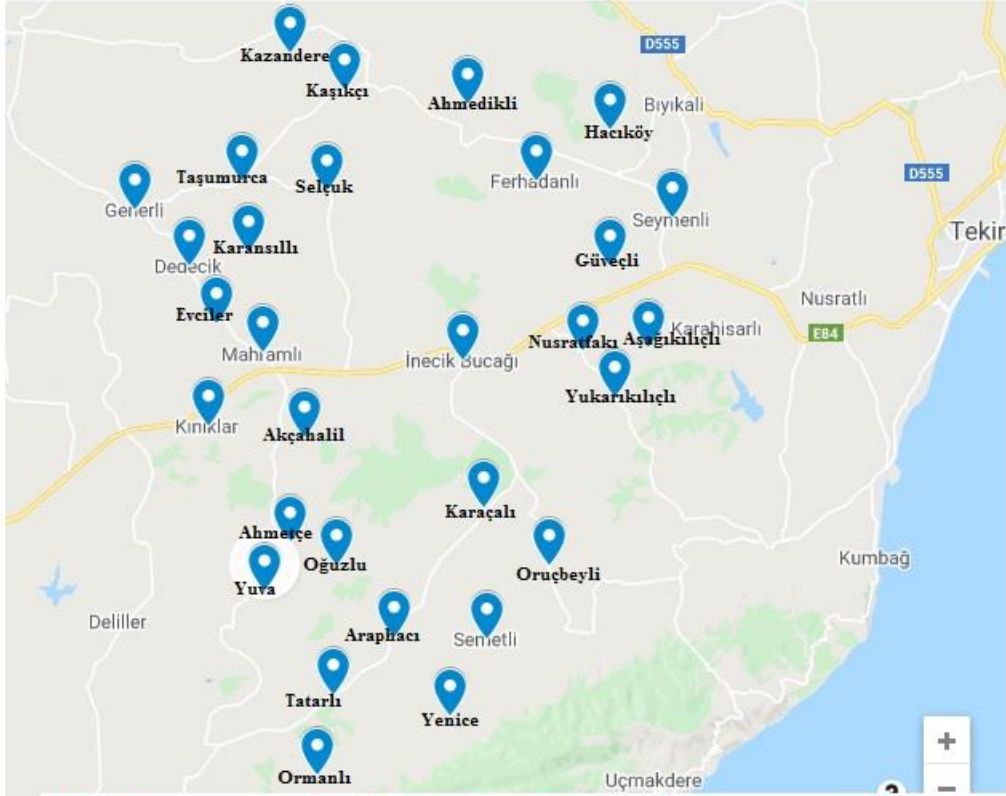 Kazandere
D555
Kaşıkçı
Ahmedikli
Bıyıkali
Hacıköy
Taşumurca
Selçuk
Ferhadanlı
D555
Generli
Seymenli
Tekir
Karansıllı
Dedecik
Güveçli
Nusratlı
Evciler
Mahramlı
İnecik Bucağı
Nusratfakı
Aşağıkılıçlı
Karahisarlı
E84
Yukarıkılıçlı
Kınıklar
Akçahalil
Karaçalı
Ahmetçe
Oğuzlu
Oruçbeyli
Kumbağ
Yuva
Deliller
Araphacı
Semetli
Tatarlı
Yenice
Ormanlı
Uçmakdere
+
−